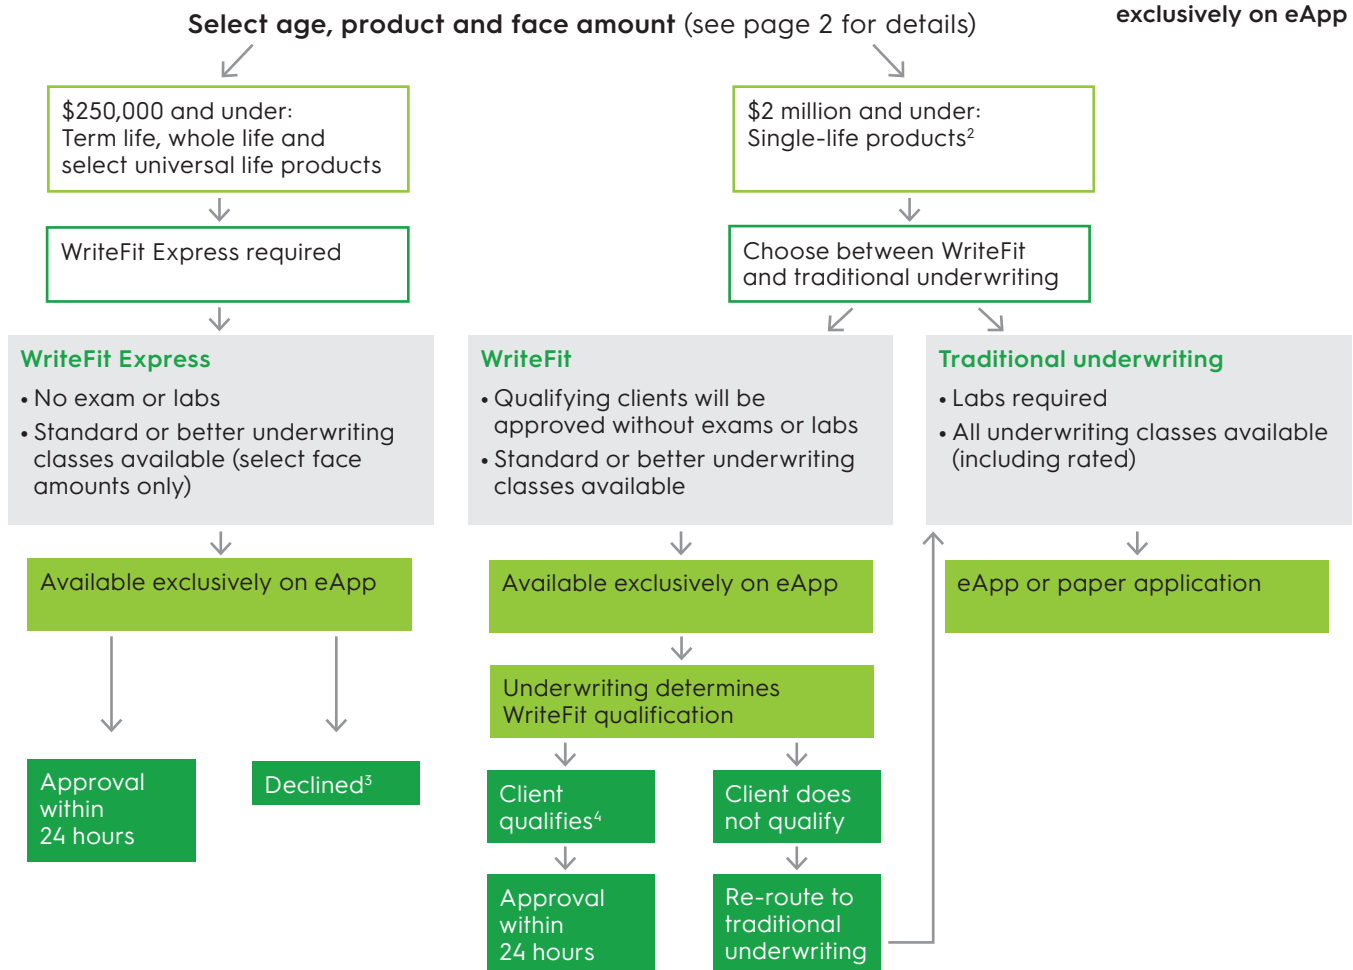 exclusively on eApp
Select age, product and face amount (see page 2 for details)
$250,000 and under:
Term life, whole life and
select universal life products
$2 million and under:
Single-life products²
WriteFit Express required
Choose between WriteFit
and traditional underwriting
WriteFit Express
• No exam or labs
• Standard or better underwriting
classes available (select face
amounts only)
WriteFit
• Qualifying clients will be
approved without exams or labs
• Standard or better underwriting
classes available
Traditional underwriting
• Labs required
• All underwriting classes available
(including rated)
Available exclusively on eApp
Available exclusively on eApp
eApp or paper application
Underwriting determines
WriteFit qualification
Approval
within
24 hours
Declined³
Client
qualifies⁴
Client does
not qualify
Approval
within
24 hours
Re-route to
traditional
underwriting